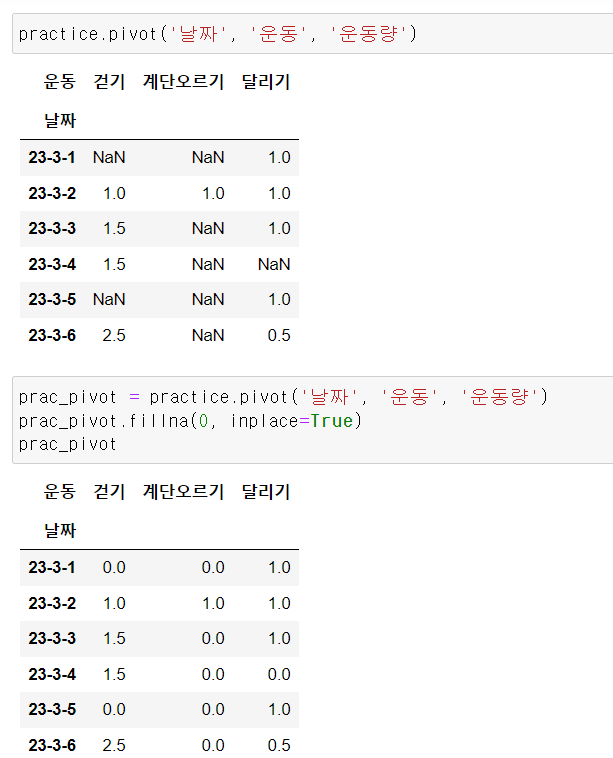 practice.pivot('날짜', '운동', '운동량')
운동 걷기 계단오르기 달리기
날짜
23-3-1 NaN NaN 1.0
23-3-2 1.0 1.0 1.0
23-3-3 1.5 NaN 1.0
23-3-4 1.5 NaN NaN
23-3-5 NaN NaN 1.0
23-3-6 2.5 NaN 0.5
prac_pivot = practice.pivot('날짜', '운동', '운동량')
prac_pivot.fillna(0, inplace=True)
prac_pivot
운동 걷기 계단오르기 달리기
날짜
23-3-1 0.0 0.0 1.0
23-3-2 1.0 1.0 1.0
23-3-3 1.5 0.0 1.0
23-3-4 1.5 0.0 0.0
23-3-5 0.0 0.0 1.0
23-3-6 2.5 0.0 0.5